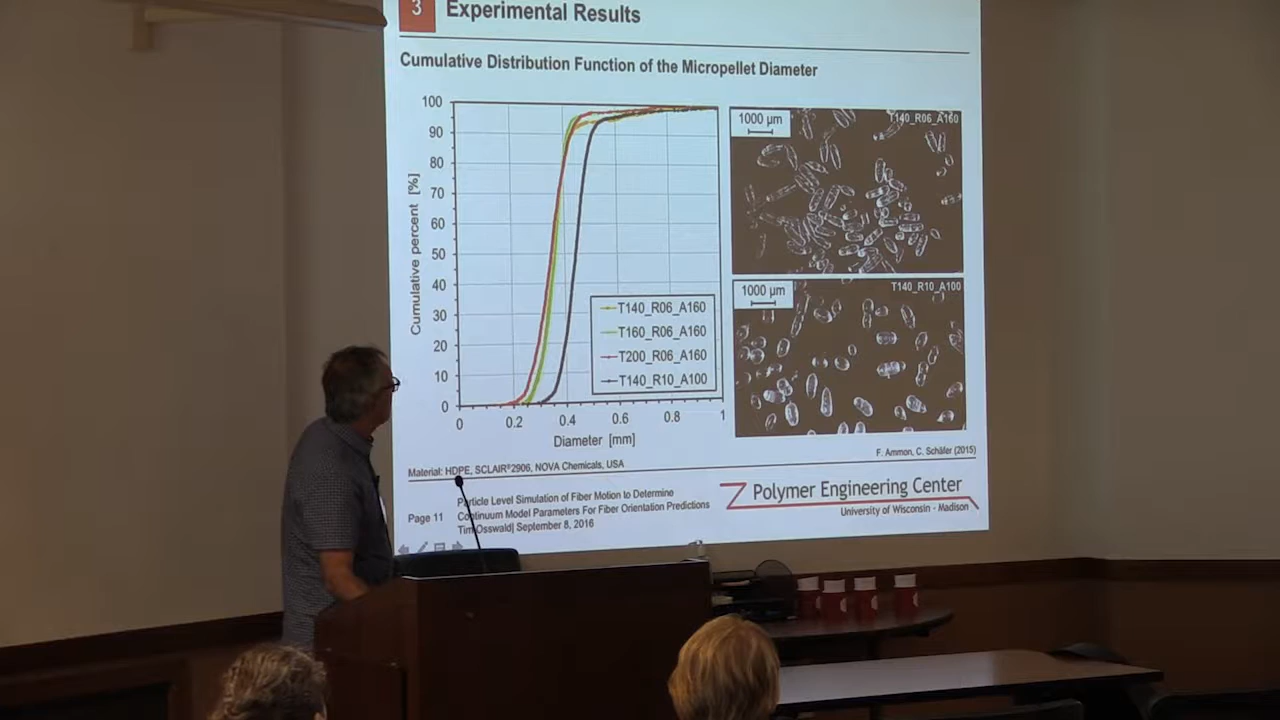 3 Experimental Results
Cumulative Distribution Function of the Micropellet Diameter
100
90
80
70
60
50
40
30
20
10
0
Cumulative percent [%]
0 0.2 0.4 0.6 0.8 1
Diameter [mm]
T140_R06_A160
T160_R06_A160
T200_R06_A160
T140_R10_A100
1000 µm
T140_R06_A160
1000 µm
T140_R10_A100
F. Ammon, C. Schäfer (2015)
Material: HDPE, SCLAIR®2906, NOVA Chemicals, USA
Page 11
Particle Level Simulation of Fiber Motion to Determine
Continuum Model Parameters For Fiber Orientation Predictions
Tim Osswald| September 8, 2016
Polymer Engineering Center
University of Wisconsin - Madison